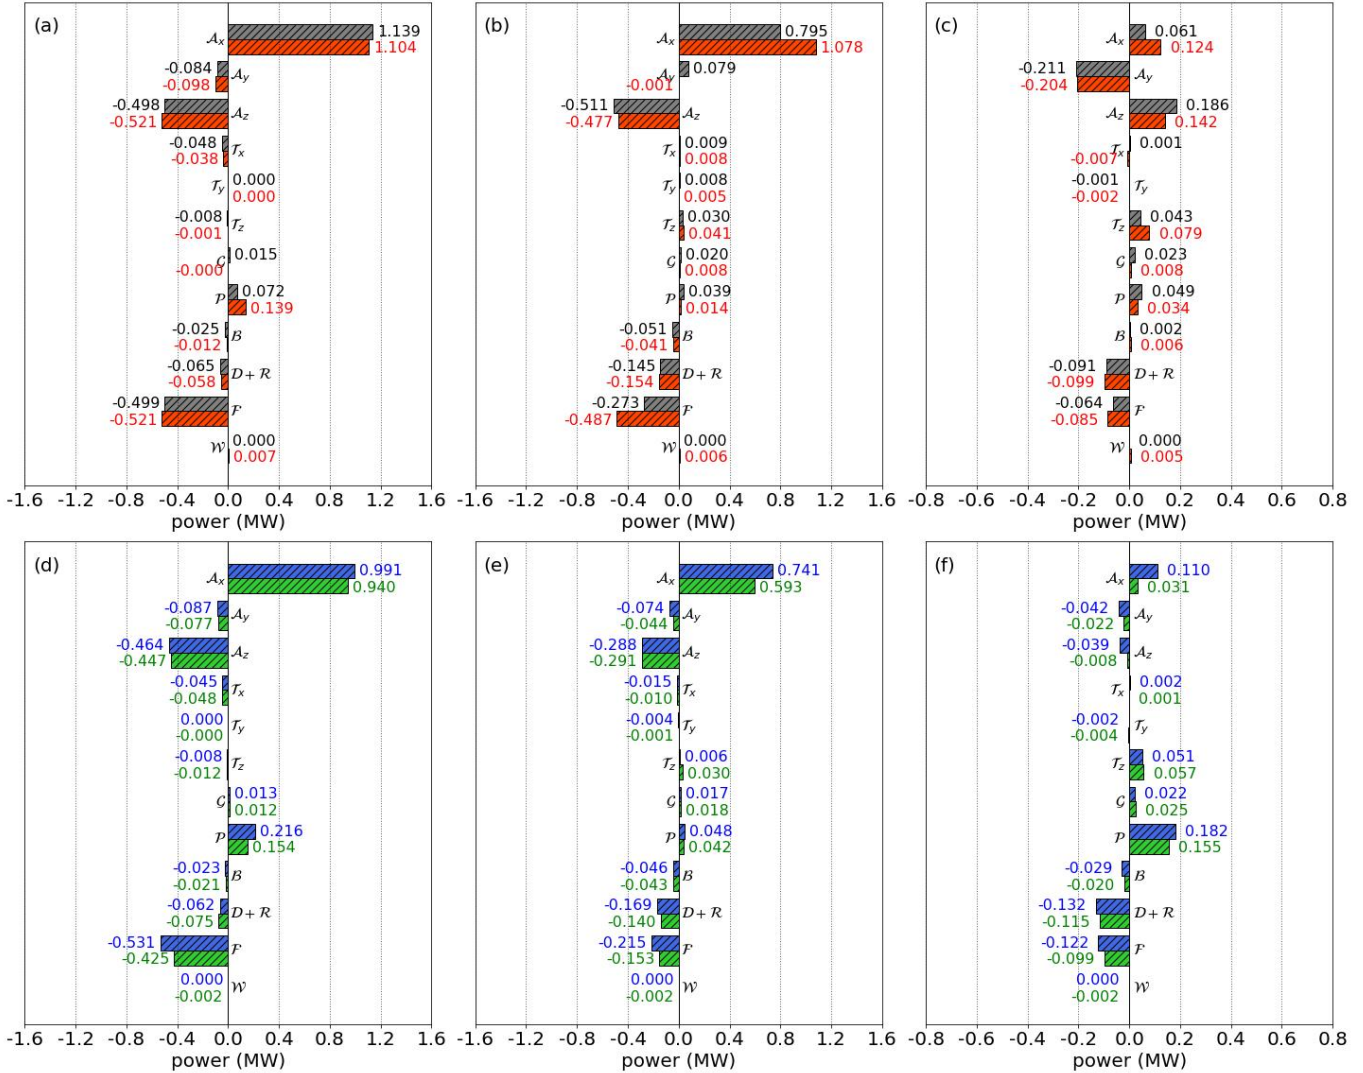 (a)
𝒜x 1.139
1.104
-0.084
-0.098 𝒜y
-0.498
-0.521 𝒜z
-0.048
-0.038 𝒯x
𝒯y 0.000
0.000
-0.008
-0.001 𝒯z
𝒢 0.015
-0.000
𝒫 0.072
0.139
-0.025
-0.012 ℬ
-0.065
-0.058 𝒟 + ℛ
-0.499
-0.521 ℱ
𝒲 0.000
0.007
-1.6 -1.2 -0.8 -0.4 0.0 0.4 0.8 1.2 1.6
power (MW)
(b)
𝒜x 0.795
1.078
𝒜y 0.079
-0.001
-0.511
-0.477 𝒜z
𝒯x 0.009
0.008
𝒯y 0.008
0.005
𝒯z 0.030
0.041
𝒢 0.020
0.008
𝒫 0.039
0.014
-0.051
-0.041 ℬ
-0.145
-0.154 𝒟 + ℛ
-0.273
-0.487 ℱ
𝒲 0.000
0.006
-1.6 -1.2 -0.8 -0.4 0.0 0.4 0.8 1.2 1.6
power (MW)
(c)
𝒜x 0.061
0.124
-0.211
-0.204 𝒜y
𝒜z 0.186
0.142
𝒯x 0.001
-0.007
-0.001
-0.002 𝒯y
𝒯z 0.043
0.079
𝒢 0.023
0.008
𝒫 0.049
0.034
ℬ 0.002
0.006
-0.091
-0.099 𝒟 + ℛ
-0.064
-0.085 ℱ
𝒲 0.000
0.005
-0.8 -0.6 -0.4 -0.2 0.0 0.2 0.4 0.6 0.8
power (MW)
(d)
𝒜x 0.991
0.940
-0.087
-0.077 𝒜y
-0.464
-0.447 𝒜z
-0.045
-0.048 𝒯x
0.000
-0.000 𝒯y
-0.008
-0.012 𝒯z
𝒢 0.013
0.012
𝒫 0.216
0.154
-0.023
-0.021 ℬ
-0.062
-0.075 𝒟 + ℛ
-0.531
-0.425 ℱ
0.000
-0.002 𝒲
-1.6 -1.2 -0.8 -0.4 0.0 0.4 0.8 1.2 1.6
power (MW)
(e)
𝒜x 0.741
0.593
-0.074
-0.044 𝒜y
-0.288
-0.291 𝒜z
-0.015
-0.010 𝒯x
-0.004
-0.001 𝒯y
𝒯z 0.006
0.030
𝒢 0.017
0.018
𝒫 0.048
0.042
-0.046
-0.043 ℬ
-0.169
-0.140 𝒟 + ℛ
-0.215
-0.153 ℱ
0.000
-0.002 𝒲
-1.6 -1.2 -0.8 -0.4 0.0 0.4 0.8 1.2 1.6
power (MW)
(f)
𝒜x 0.110
0.031
-0.042
-0.022 𝒜y
-0.039
-0.008 𝒜z
𝒯x 0.002
0.001
-0.002
-0.004 𝒯y
𝒯z 0.051
0.057
𝒢 0.022
0.025
𝒫 0.182
0.155
-0.029
-0.020 ℬ
-0.132
-0.115 𝒟 + ℛ
-0.122
-0.099 ℱ
0.000
-0.002 𝒲
-0.8 -0.6 -0.4 -0.2 0.0 0.2 0.4 0.6 0.8
power (MW)